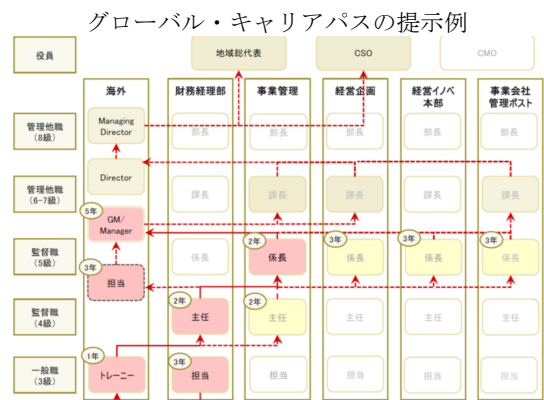 グローバル・キャリアパスの提示例
役員
地域総代表
CSO
CMO
海外
財務経理部
事業管理
経営企画
経営イノベ
本部
事業会社
管理ポスト
管理他職
(8級)
Managing
Director
部長
部長
部長
部長
部長
管理他職
(6-7級)
Director
課長
課長
課長
課長
課長
5年
GM/
Manager
監督職
(5級)
係長
2年
係長
3年
係長
3年
係長
3年
係長
3年
担当
監督職
(4級)
2年
主任
2年
主任
主任
主任
主任
一般職
(3級)
1年
トレーニー
3年
担当
担当
担当
担当
担当